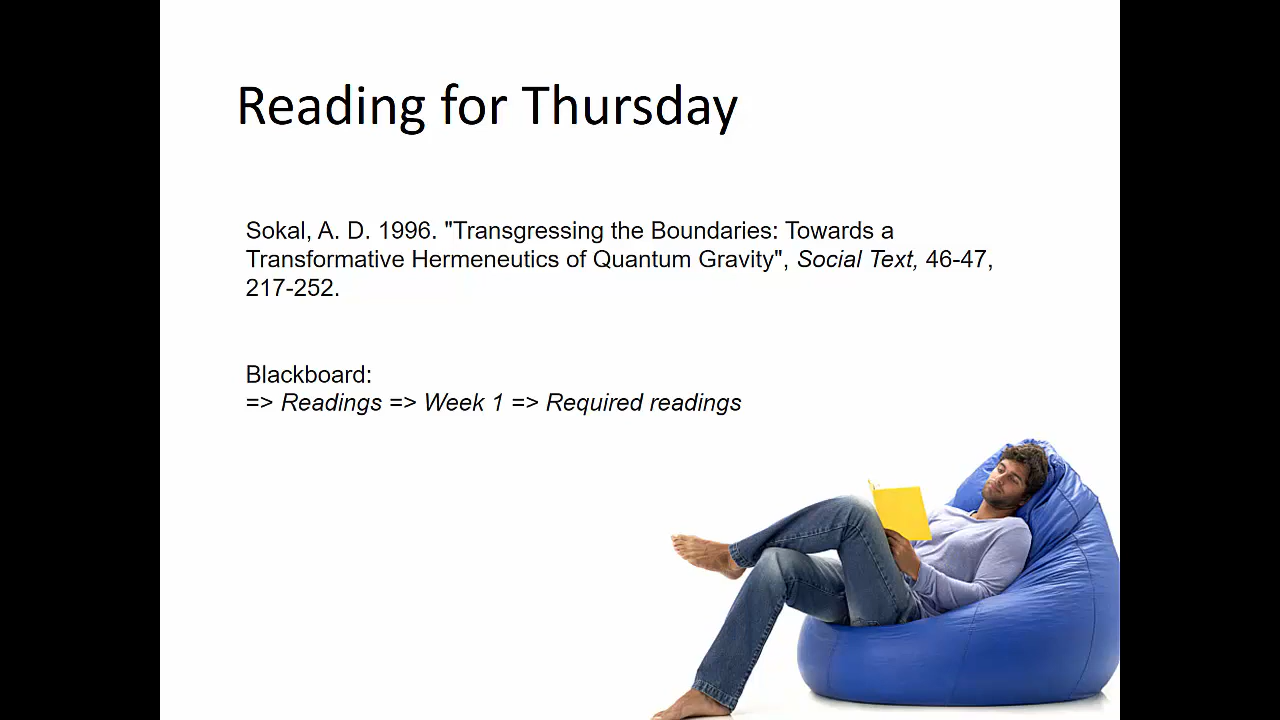 Reading for Thursday
Sokal, A. D. 1996. "Transgressing the Boundaries: Towards a
Transformative Hermeneutics of Quantum Gravity", Social Text, 46-47,
217-252.
Blackboard:
=> Readings => Week 1 => Required readings